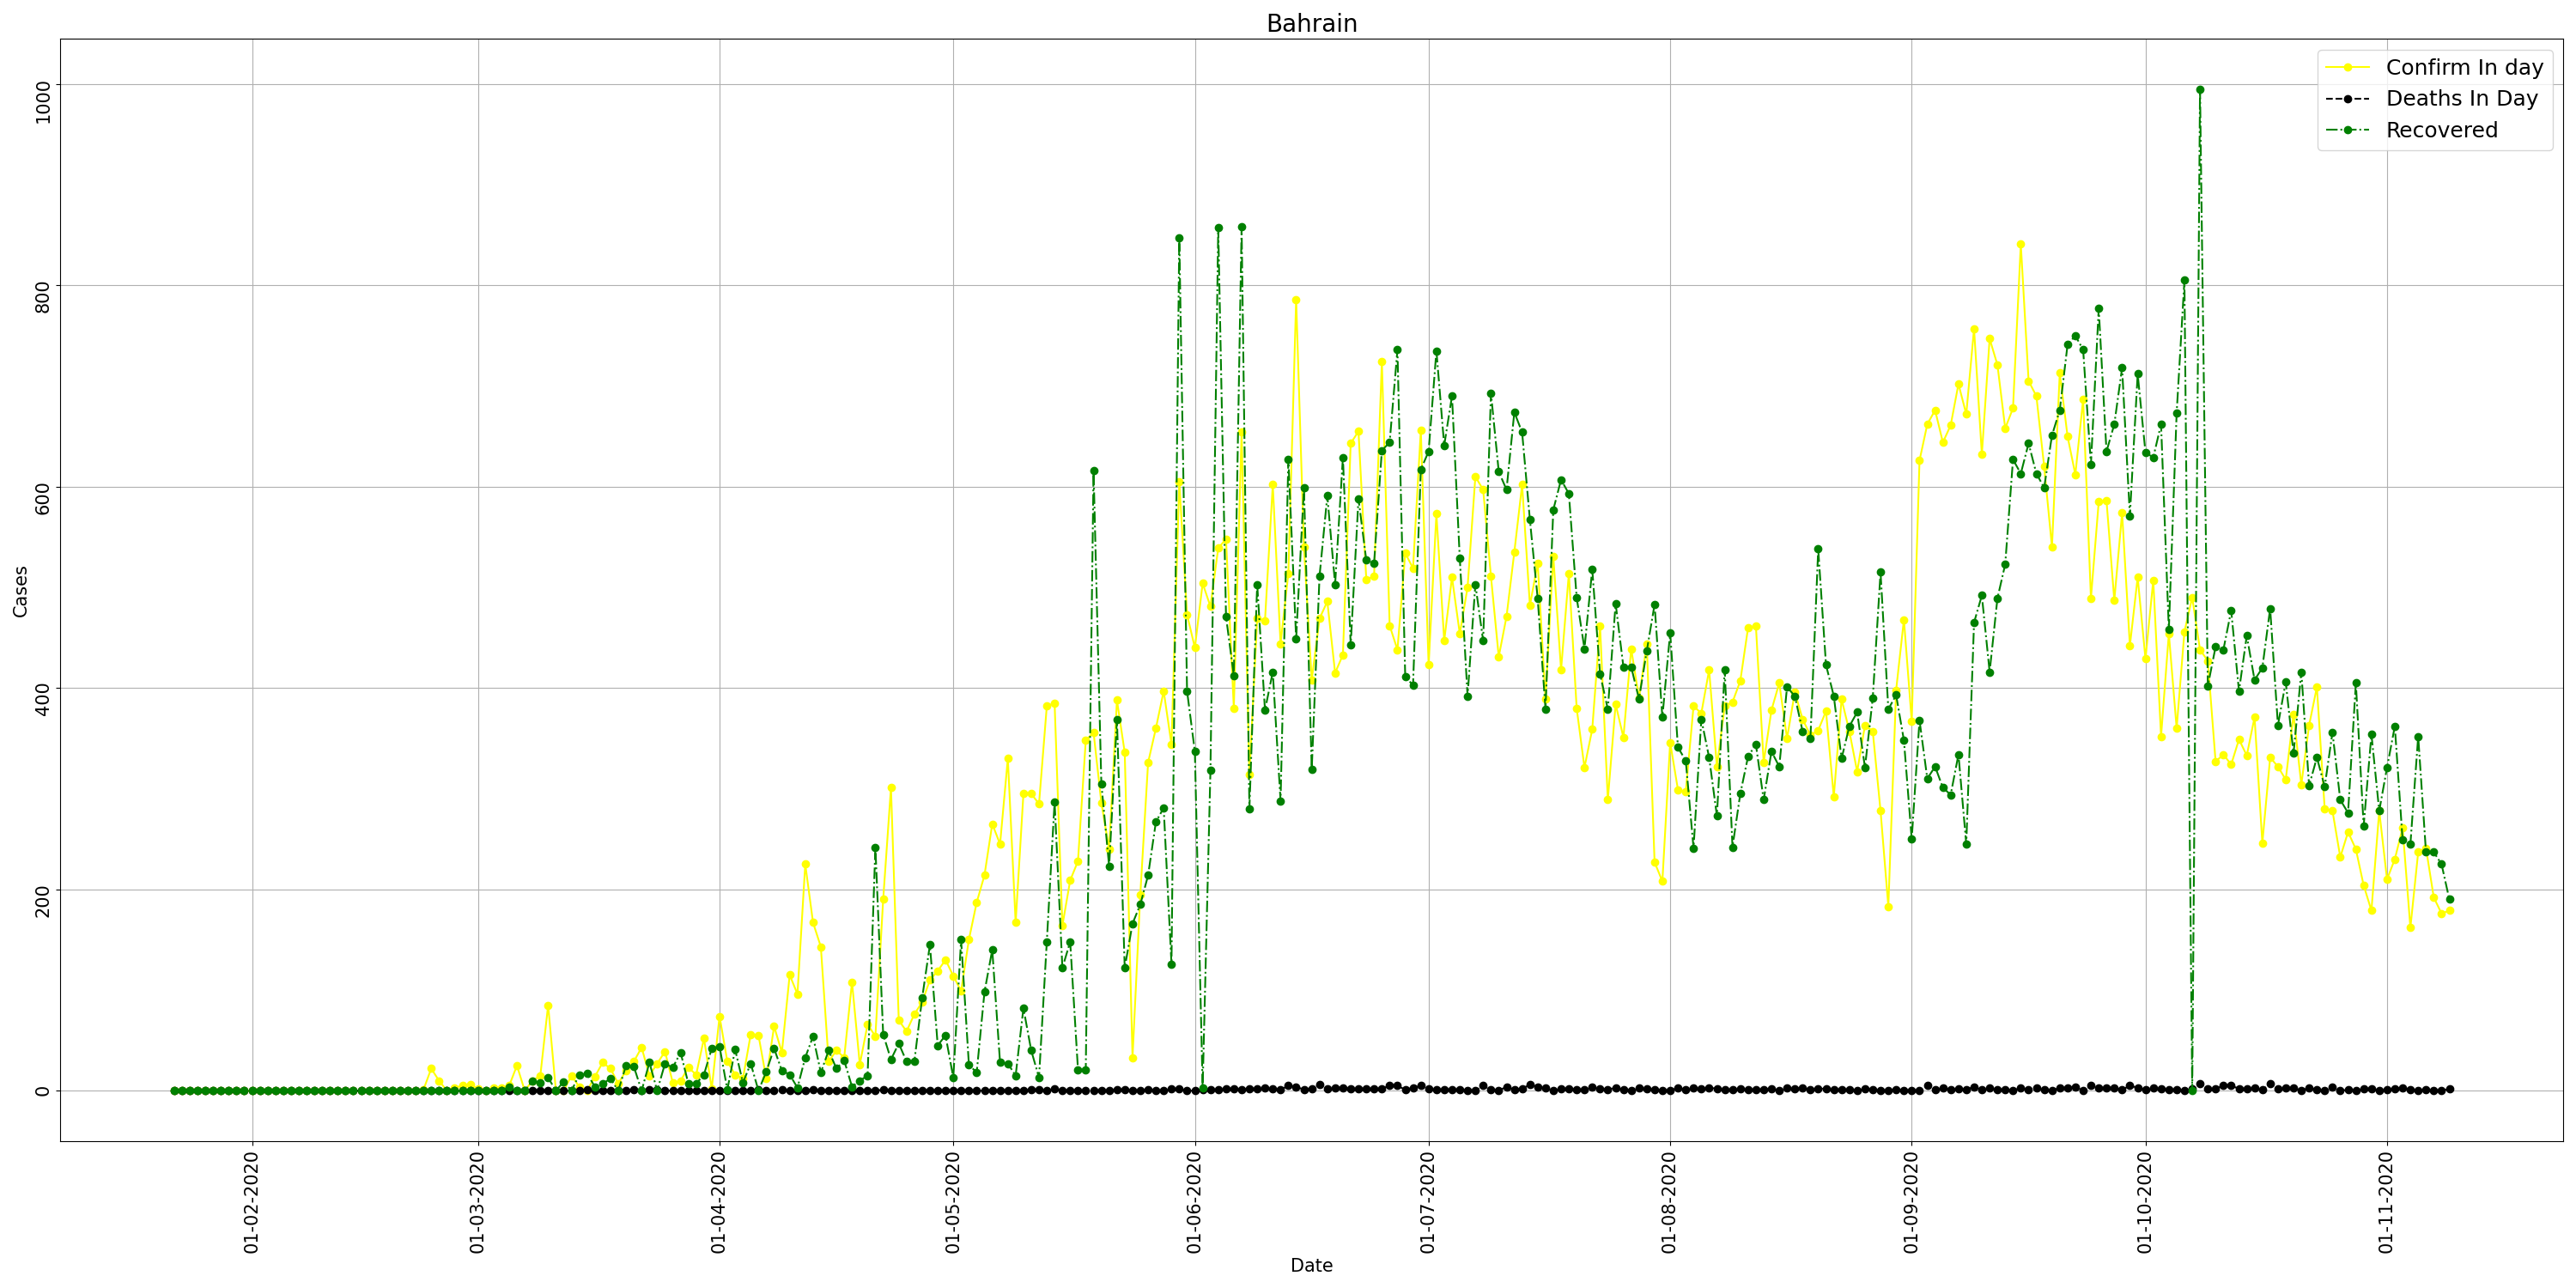 Bahrain
Confirm In day
Deaths In Day
Recovered
Cases
1000
800
600
400
200
0
01-02-2020
01-03-2020
01-04-2020
01-05-2020
01-06-2020
01-07-2020
01-08-2020
01-09-2020
01-10-2020
01-11-2020
Date